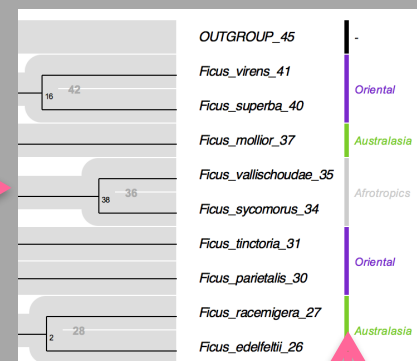 OUTGROUP_45 -
Ficus_virens_41
42
16
Oriental
Ficus_superba_40
Ficus_mollior_37 Australasia
Ficus_vallischoudae_35
36
38
Afrotropics
Ficus_sycomorus_34
Ficus_tinctoria_31
Oriental
Ficus_parietalis_30
Ficus_racemigera_27
28
2
Australasia
Ficus_edelfeltii_26